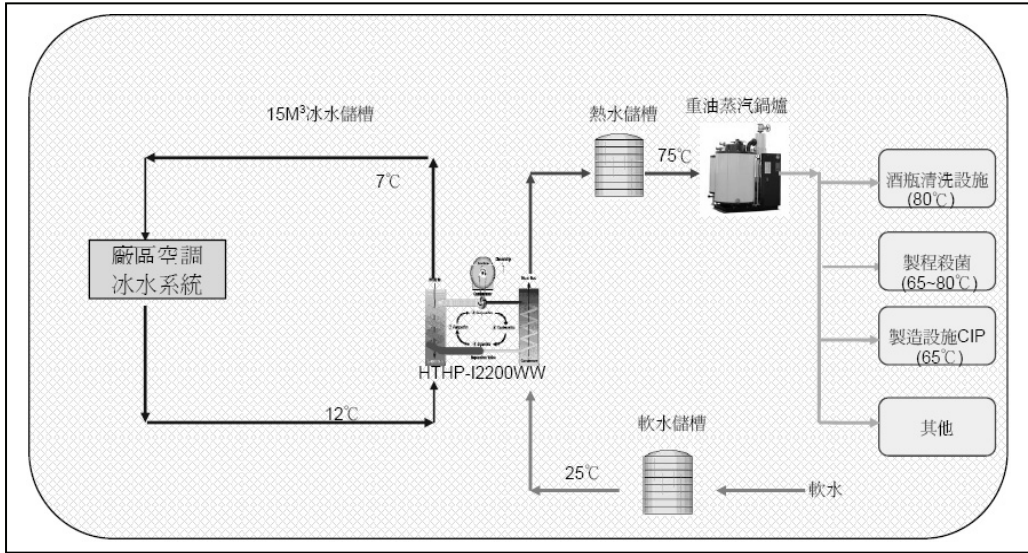 15M³冰水儲槽
7℃
廠區空調
冰水系統
12℃
HTHP-I2200WW
熱水儲槽
75℃
重油蒸汽鍋爐
酒瓶清洗設施
(80℃)
製程殺菌
(65~80℃)
製造設施CIP
(65℃)
其他
軟水儲槽
25℃
軟水